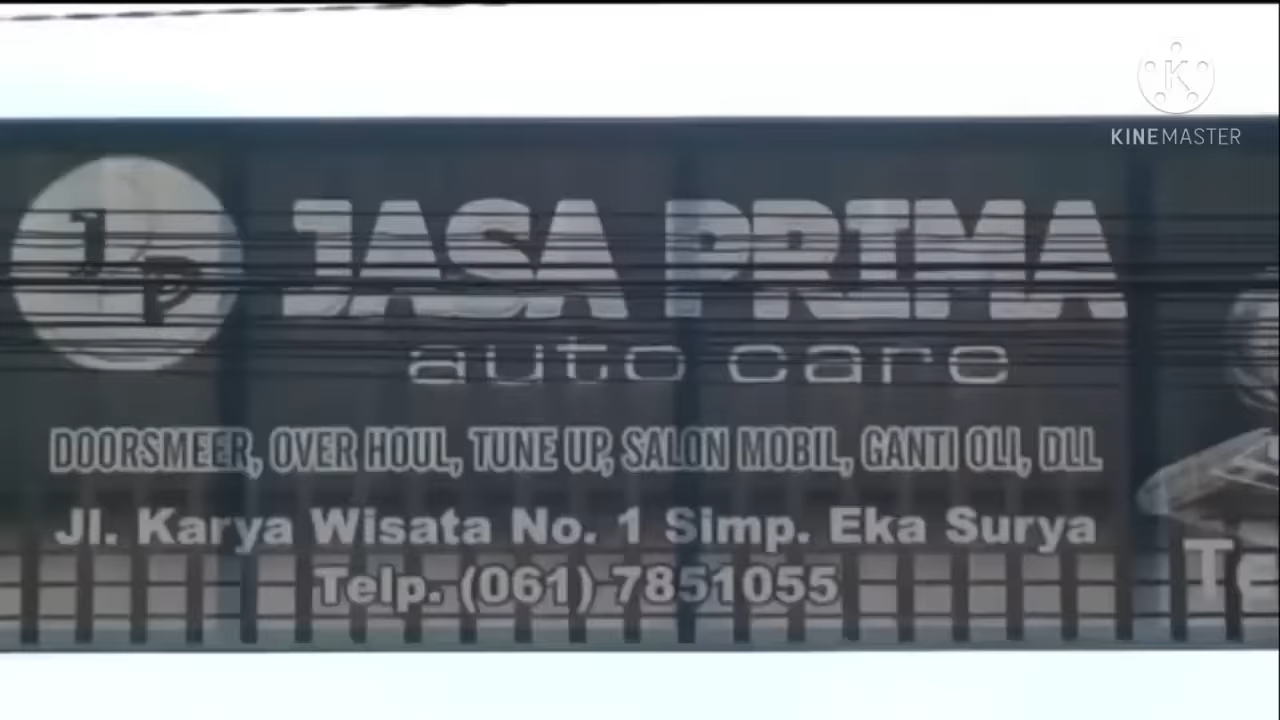 KINEMASTER
JP
JASA PRIMA
auto care
DOORSMEER, OVER HOUL, TUNE UP, SALON MOBIL, GANTI OLI, DLL
Jl. Karya Wisata No. 1 Simp. Eka Surya
Telp. (061) 7851055